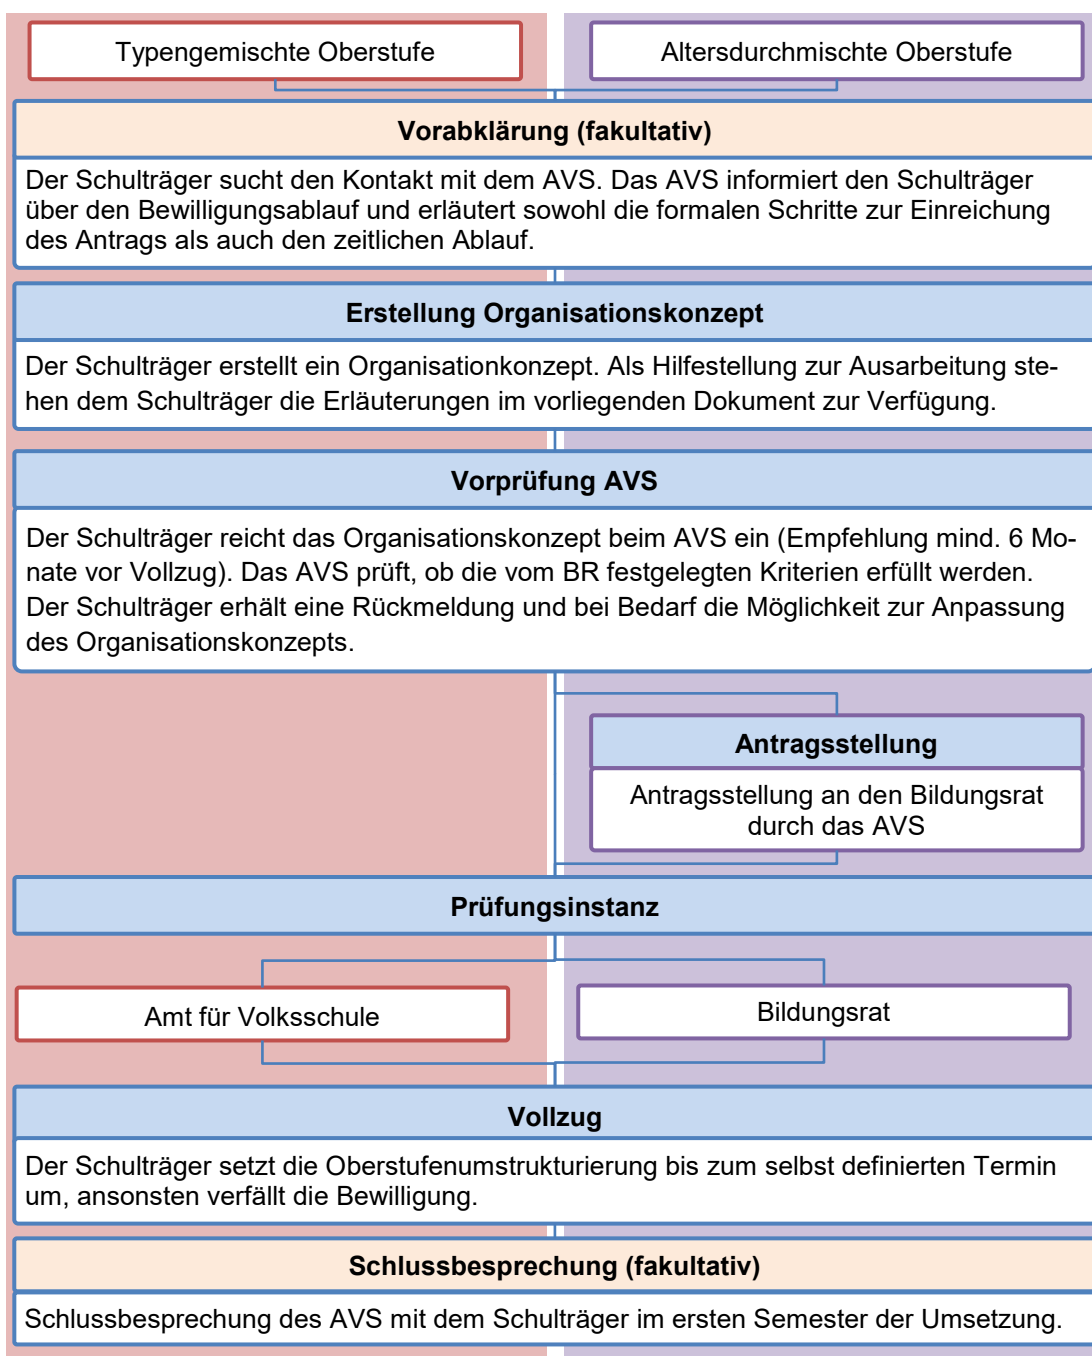 Typengemischte Oberstufe
Altersdurchmischte Oberstufe
Vorabklärung (fakultativ)
Der Schulträger sucht den Kontakt mit dem AVS. Das AVS informiert den Schulträger
über den Bewilligungsablauf und erläutert sowohl die formalen Schritte zur Einreichung
des Antrags als auch den zeitlichen Ablauf.
Erstellung Organisationskonzept
Der Schulträger erstellt ein Organisationkonzept. Als Hilfestellung zur Ausarbeitung ste-
hen dem Schulträger die Erläuterungen im vorliegenden Dokument zur Verfügung.
Vorprüfung AVS
Der Schulträger reicht das Organisationskonzept beim AVS ein (Empfehlung mind. 6 Mo-
nate vor Vollzug). Das AVS prüft, ob die vom BR festgelegten Kriterien erfüllt werden.
Der Schulträger erhält eine Rückmeldung und bei Bedarf die Möglichkeit zur Anpassung
des Organisationskonzepts.
Antragsstellung
Antragsstellung an den Bildungsrat
durch das AVS
Prüfungsinstanz
Amt für Volksschule
Bildungsrat
Vollzug
Der Schulträger setzt die Oberstufenumstrukturierung bis zum selbst definierten Termin
um, ansonsten verfällt die Bewilligung.
Schlussbesprechung (fakultativ)
Schlussbesprechung des AVS mit dem Schulträger im ersten Semester der Umsetzung.